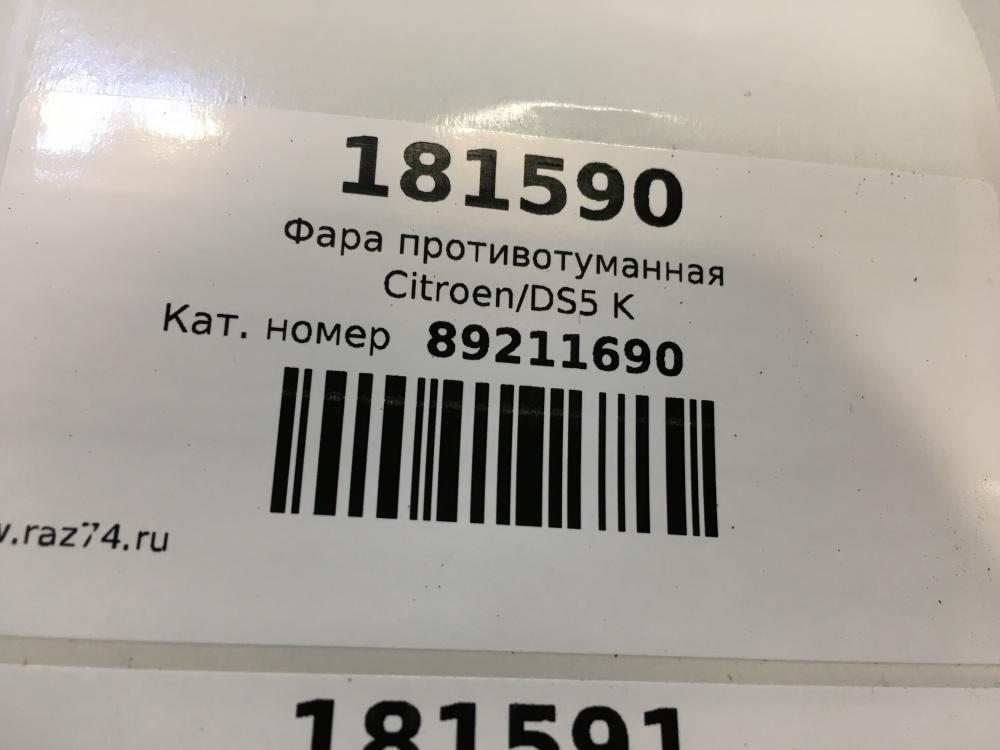 181590
Фара противотуманная
Citroen/DS5 K
Кат. номер 89211690
w.raz74.ru
181591